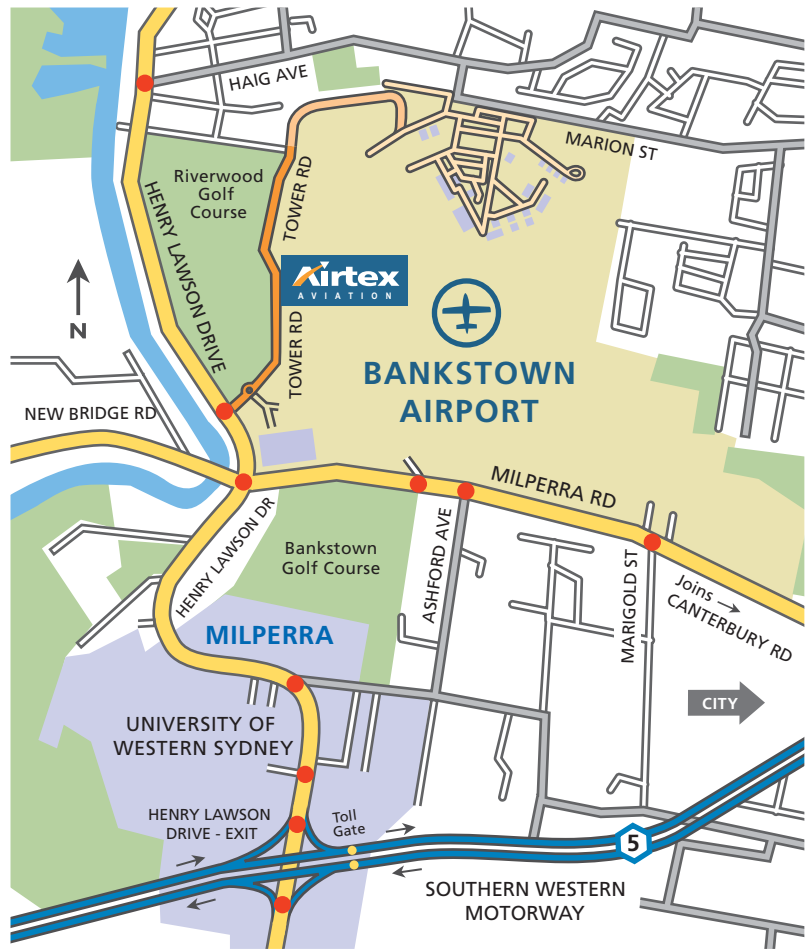 HAIG AVE
MARION ST
Riverwood
Golf
Course
TOWER RD
HENRY LAWSON DRIVE
Airtex
AVIATION
N
TOWER RD
BANKSTOWN
AIRPORT
NEW BRIDGE RD
MILPERRA RD
HENRY LAWSON DR
Bankstown
Golf Course
ASHFORD AVE
MARIGOLD ST
Joins →
CANTERBURY RD
MILPERRA
CITY
UNIVERSITY OF
WESTERN SYDNEY
HENRY LAWSON
DRIVE - EXIT
Toll
Gate
5
SOUTHERN WESTERN
MOTORWAY